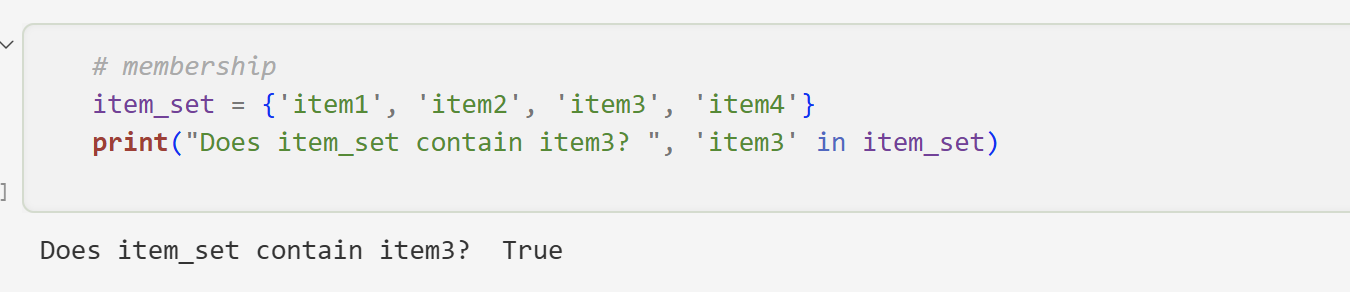 # membership
item_set = {'item1', 'item2', 'item3', 'item4'}
print("Does item_set contain item3? ", 'item3' in item_set)
]
Does item_set contain item3?  True